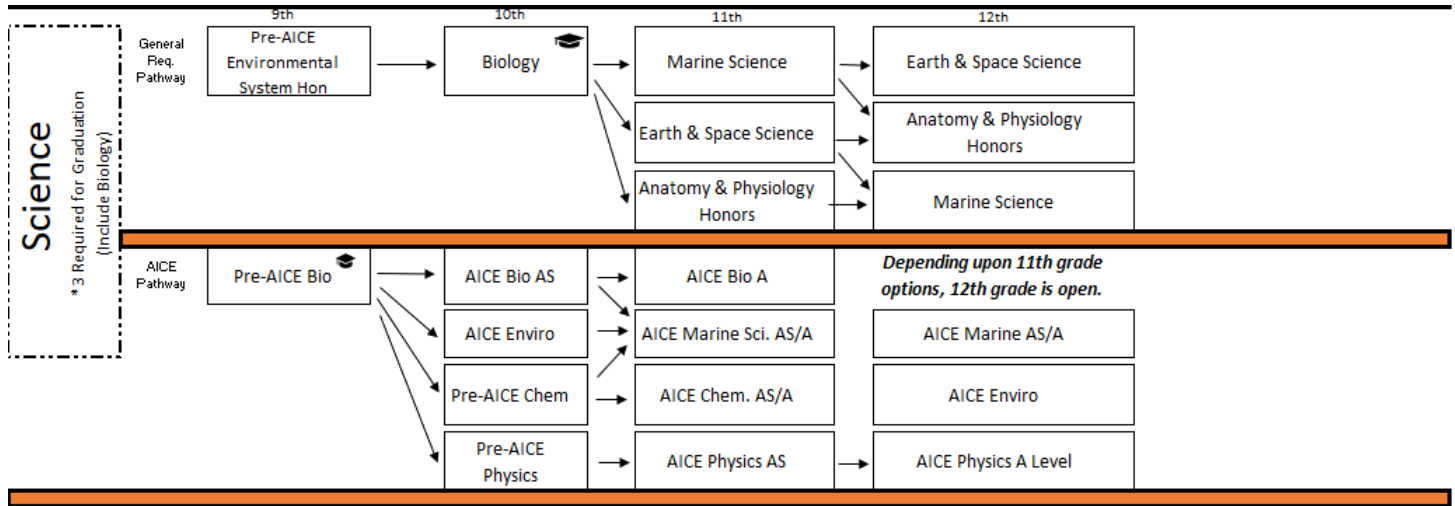 9th
10th
11th
12th
Science
*3 Required for Graduation
(Include Biology)
General
Req.
Pathway
Pre-AICE
Environmental
System Hon
Biology
Marine Science
Earth & Space Science
Earth & Space Science
Anatomy & Physiology
Honors
Anatomy & Physiology
Honors
Marine Science
AICE
Pathway
Pre-AICE Bio
AICE Bio AS
AICE Bio A
Depending upon 11th grade
options, 12th grade is open.
AICE Enviro
AICE Marine Sci. AS/A
AICE Marine AS/A
Pre-AICE Chem
AICE Chem. AS/A
AICE Enviro
Pre-AICE
Physics
AICE Physics AS
AICE Physics A Level